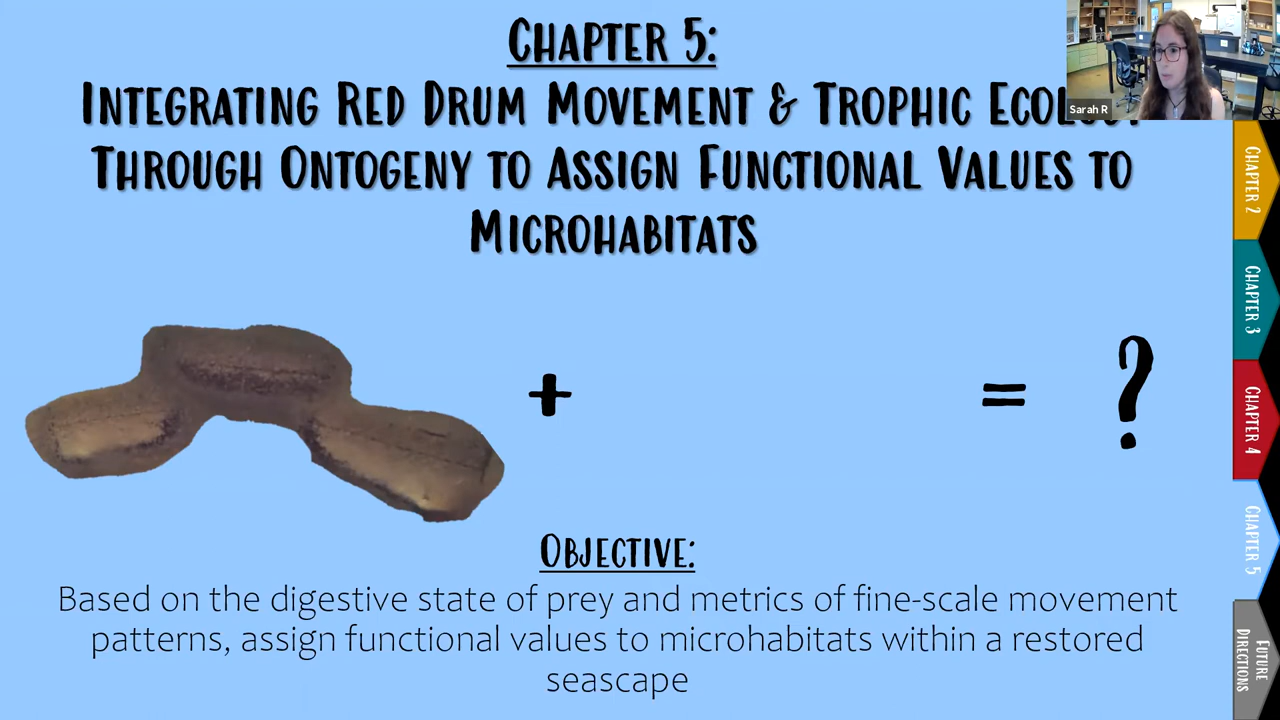 CHAPTER 5:
INTEGRATING RED DRUM MOVEMENT & TROPHIC ECOLOGY
THROUGH ONTOGENY TO ASSIGN FUNCTIONAL VALUES TO
MICROHABITATS
Sarah R
CHAPTER 2
CHAPTER 3
CHAPTER 4
CHAPTER 5
FUTURE
DIRECTIONS
+
= ?
OBJECTIVE:
Based on the digestive state of prey and metrics of fine-scale movement
patterns, assign functional values to microhabitats within a restored
seascape